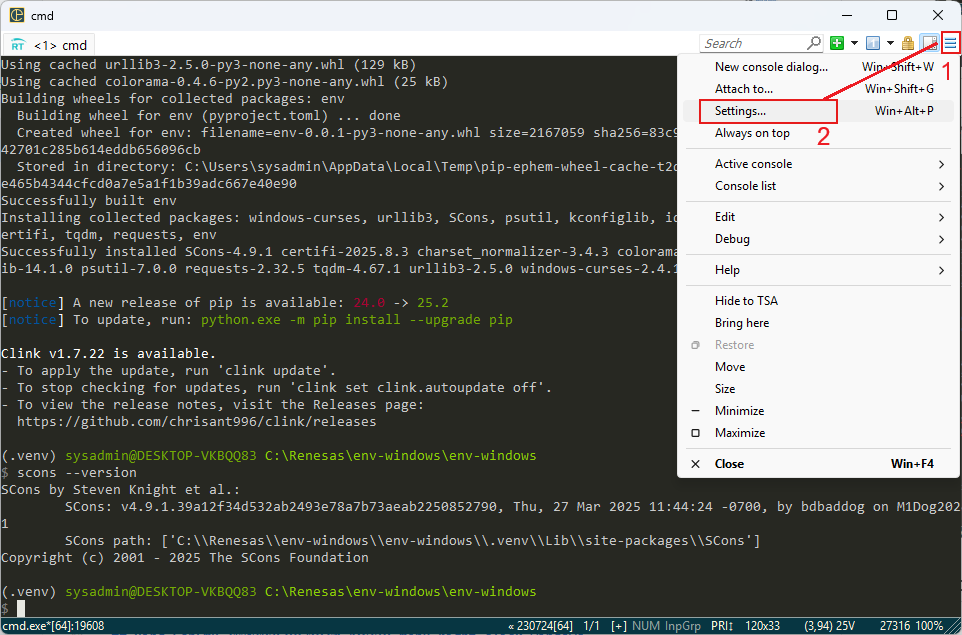 cmd
RT <1> cmd
Search
1
Using cached urllib3-2.5.0-py3-none-any.whl (129 kB)
Using cached colorama-0.4.6-py2.py3-none-any.whl (25 kB)
Building wheels for collected packages: env
Building wheel for env (pyproject.toml) ... done
Created wheel for env: filename=env-0.0.1-py3-none-any.whl size=2167059 sha256=83c9
42701c285b614eddb656096cb
Stored in directory: C:\Users\sysadmin\AppData\Local\Temp\pip-ephem-wheel-cache-t2d
e465b4344cfcd0a7e5a1f1b39adc667e40e90
Successfully built env
Installing collected packages: windows-curses, urllib3, SCons, psutil, kconfiglib, id
ertifi, tqdm, requests, env
Successfully installed SCons-4.9.1 certifi-2025.8.3 charset_normalizer-3.4.3 colorama
ib-14.1.0 psutil-7.0.0 requests-2.32.5 tqdm-4.67.1 urllib3-2.5.0 windows-curses-2.4.1
[notice] A new release of pip is available: 24.0 -> 25.2
[notice] To update, run: python.exe -m pip install --upgrade pip
Clink v1.7.22 is available.
- To apply the update, run 'clink update'.
- To stop checking for updates, run 'clink set clink.autoupdate off'.
- To view the release notes, visit the Releases page:
https://github.com/chrisant996/clink/releases
(.venv) sysadmin@DESKTOP-VKBQQ83 C:\Renesas\env-windows\env-windows
$ scons --version
SCons by Steven Knight et al.:
SCons: v4.9.1.39a12f34d532ab2493e78a7b73aeab2250852790, Thu, 27 Mar 2025 11:44:24 -0700, by bdbaddog on M1Dog202
1
SCons path: ['C:\\Renesas\\env-windows\\env-windows\\.venv\\Lib\\site-packages\\SCons']
Copyright (c) 2001 - 2025 The SCons Foundation
(.venv) sysadmin@DESKTOP-VKBQQ83 C:\Renesas\env-windows\env-windows
$
New console dialog... Win+Shift+W
Attach to... Win+Shift+G
Settings... Win+Alt+P
2
Always on top
Active console
Console list
Edit
Debug
Help
Hide to TSA
Bring here
Restore
Move
Size
Minimize
Maximize
Close Win+F4
cmd.exe*[64]:19608 « 230724[64] 1/1 [+] NUM InpGrp PRI↕ 120x33 (3,94) 25V 27316 100%